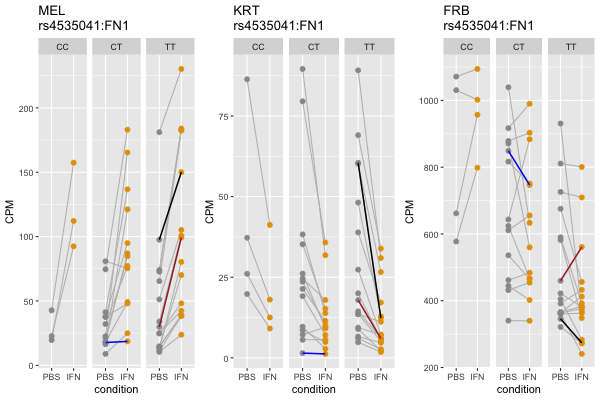 MEL
rs4535041:FN1
CC CT TT
CPM
200
150
100
50
0
PBS IFN PBS IFN PBS IFN
condition
KRT
rs4535041:FN1
CC CT TT
CPM
75
50
25
0
PBS IFN PBS IFN PBS IFN
condition
FRB
rs4535041:FN1
CC CT TT
CPM
1000
800
600
400
200
PBS IFN PBS IFN PBS IFN
condition